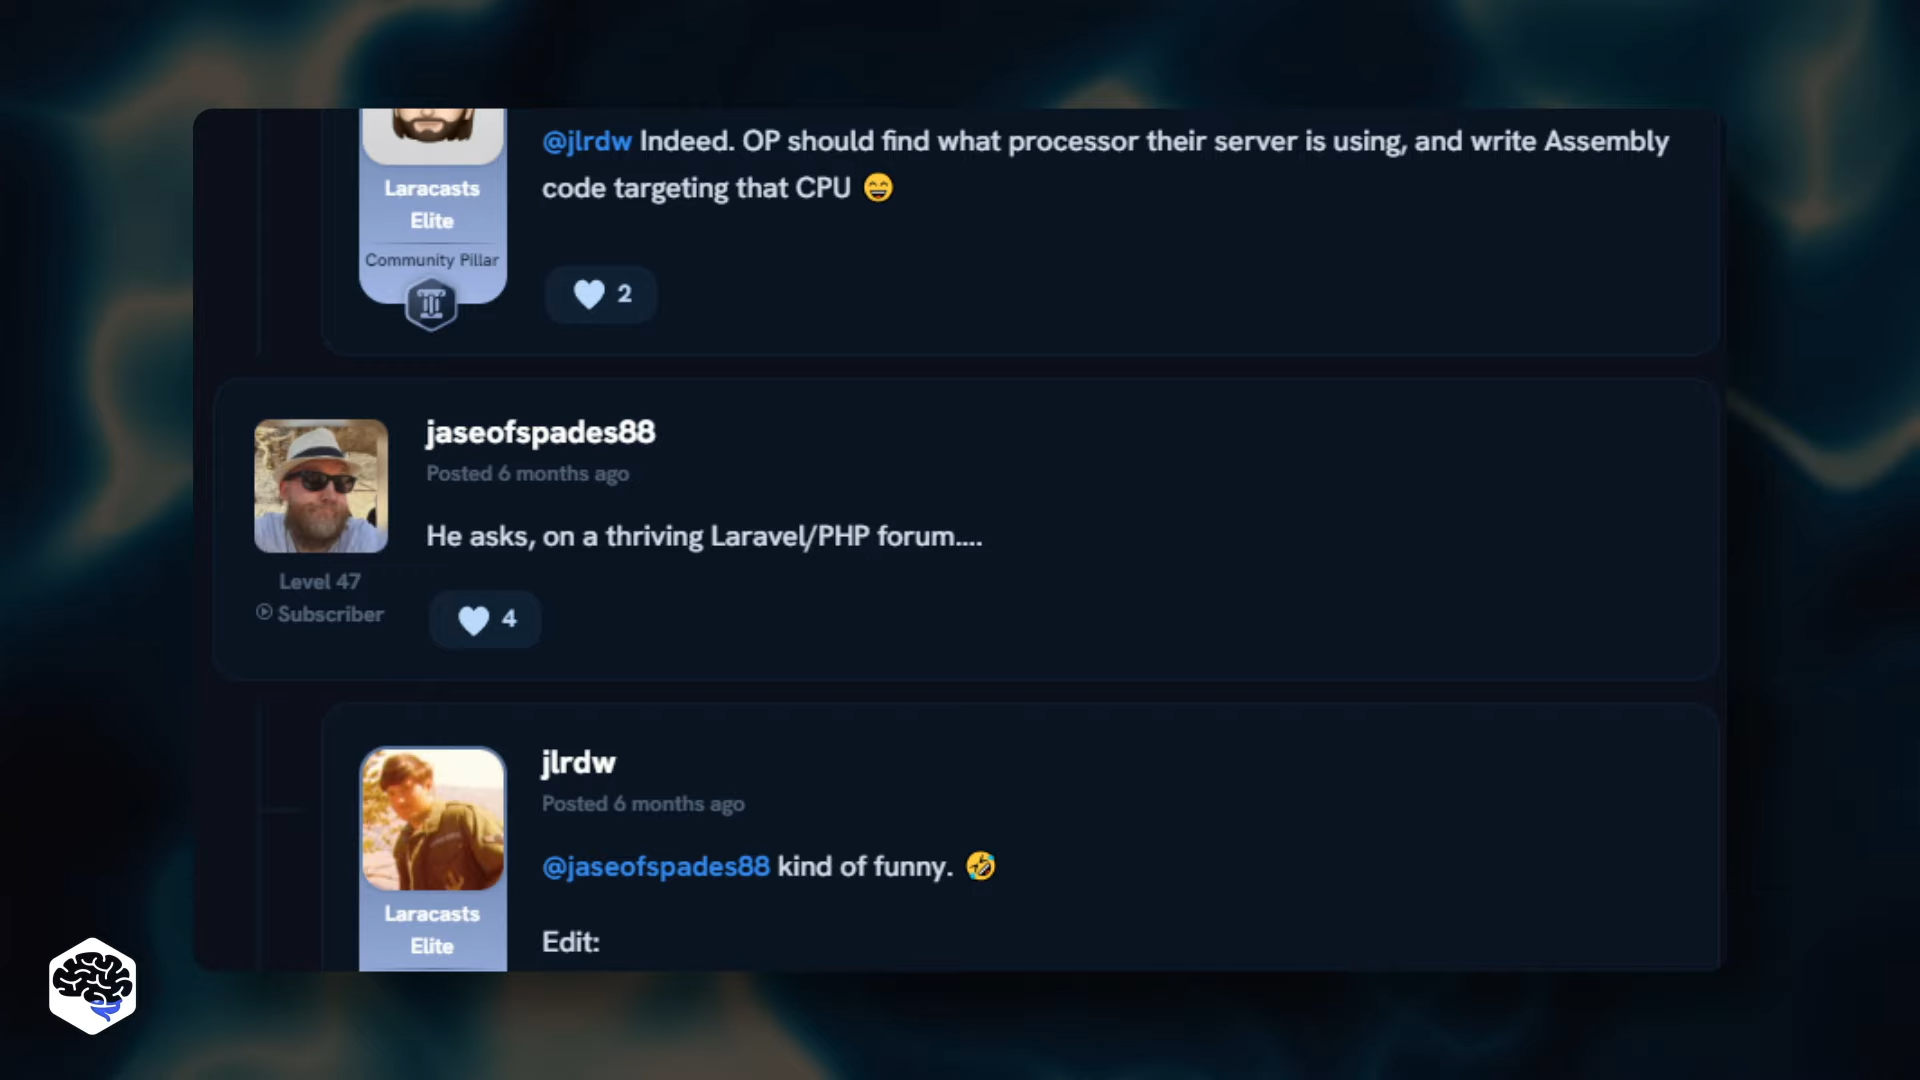 @jlrdw Indeed. OP should find what processor their server is using, and write Assembly
code targeting that CPU 😄
Laracasts
Elite
Community Pillar
2
jaseofspades88
Posted 6 months ago
He asks, on a thriving Laravel/PHP forum....
Level 47
Subscriber
4
jlrdw
Posted 6 months ago
@jaseofspades88 kind of funny. 🤣
Laracasts
Elite
Edit: